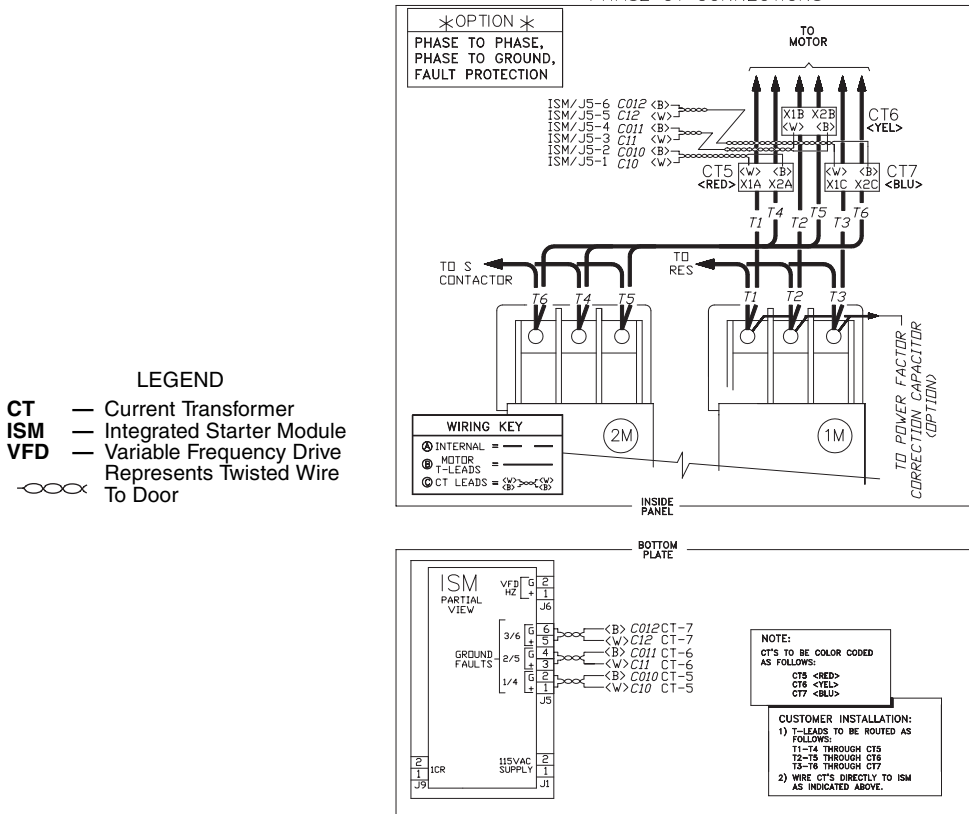 PHASE CT CONNECTIONS
*OPTION*
PHASE TO PHASE,
PHASE TO GROUND,
FAULT PROTECTION
TO
MOTOR
ISM/J5-6 C012 <B>
ISM/J5-5 C12 <W>
ISM/J5-4 C011 <B>
ISM/J5-3 C11 <W>
ISM/J5-2 C010 <B>
ISM/J5-1 C10 <W>
X1B X2B
<W> <B>
CT6
<YEL>
CT5
<RED>
<W> <B>
X1A X2A
<W> <B>
X1C X2C
CT7
<BLU>
T1 T4 T2 T5 T3 T6
TO S
CONTACTOR
TO
RES
T6 T4 T5
T1 T2 T3
TO POWER FACTOR
CORRECTION CAPACITOR
(OPTION)
2M
1M
WIRING KEY
A INTERNAL =
B MOTOR
T-LEADS =
C CT LEADS = <W> <W>
<B> <B>
INSIDE
PANEL
LEGEND
CT — Current Transformer
ISM — Integrated Starter Module
VFD — Variable Frequency Drive
Represents Twisted Wire
To Door
BOTTOM
PLATE
ISM
PARTIAL
VIEW
VFD G 2
HZ + 1
J6
GROUND
FAULTS
3/6 G 6 <B> C012 CT-7
+ 5 <W> C12 CT-7
2/5 G 4 <B> C011 CT-6
+ 3 <W> C11 CT-6
1/4 G 2 <B> C010 CT-5
+ 1 <W> C10 CT-5
J5
2
1
1CR
J9
115VAC 2
SUPPLY 1
J1
NOTE:
CT'S TO BE COLOR CODED
AS FOLLOWS:
CT5 <RED>
CT6 <YEL>
CT7 <BLU>
CUSTOMER INSTALLATION:
1) T-LEADS TO BE ROUTED AS
FOLLOWS:
T1-T4 THROUGH CT5
T2-T5 THROUGH CT6
T3-T6 THROUGH CT7
2) WIRE CT'S DIRECTLY TO ISM
AS INDICATED ABOVE.